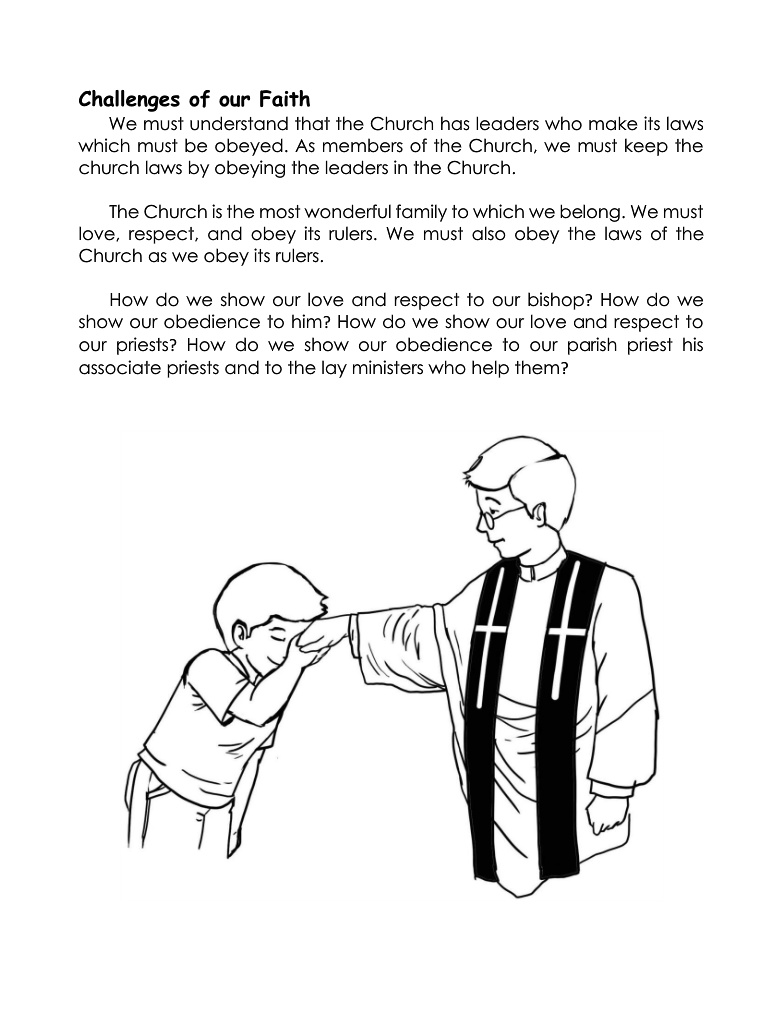 Challenges of our Faith
We must understand that the Church has leaders who make its laws
which must be obeyed. As members of the Church, we must keep the
church laws by obeying the leaders in the Church.
The Church is the most wonderful family to which we belong. We must
love, respect, and obey its rulers. We must also obey the laws of the
Church as we obey its rulers.
How do we show our love and respect to our bishop? How do we
show our obedience to him? How do we show our love and respect to
our priests? How do we show our obedience to our parish priest his
associate priests and to the lay ministers who help them?